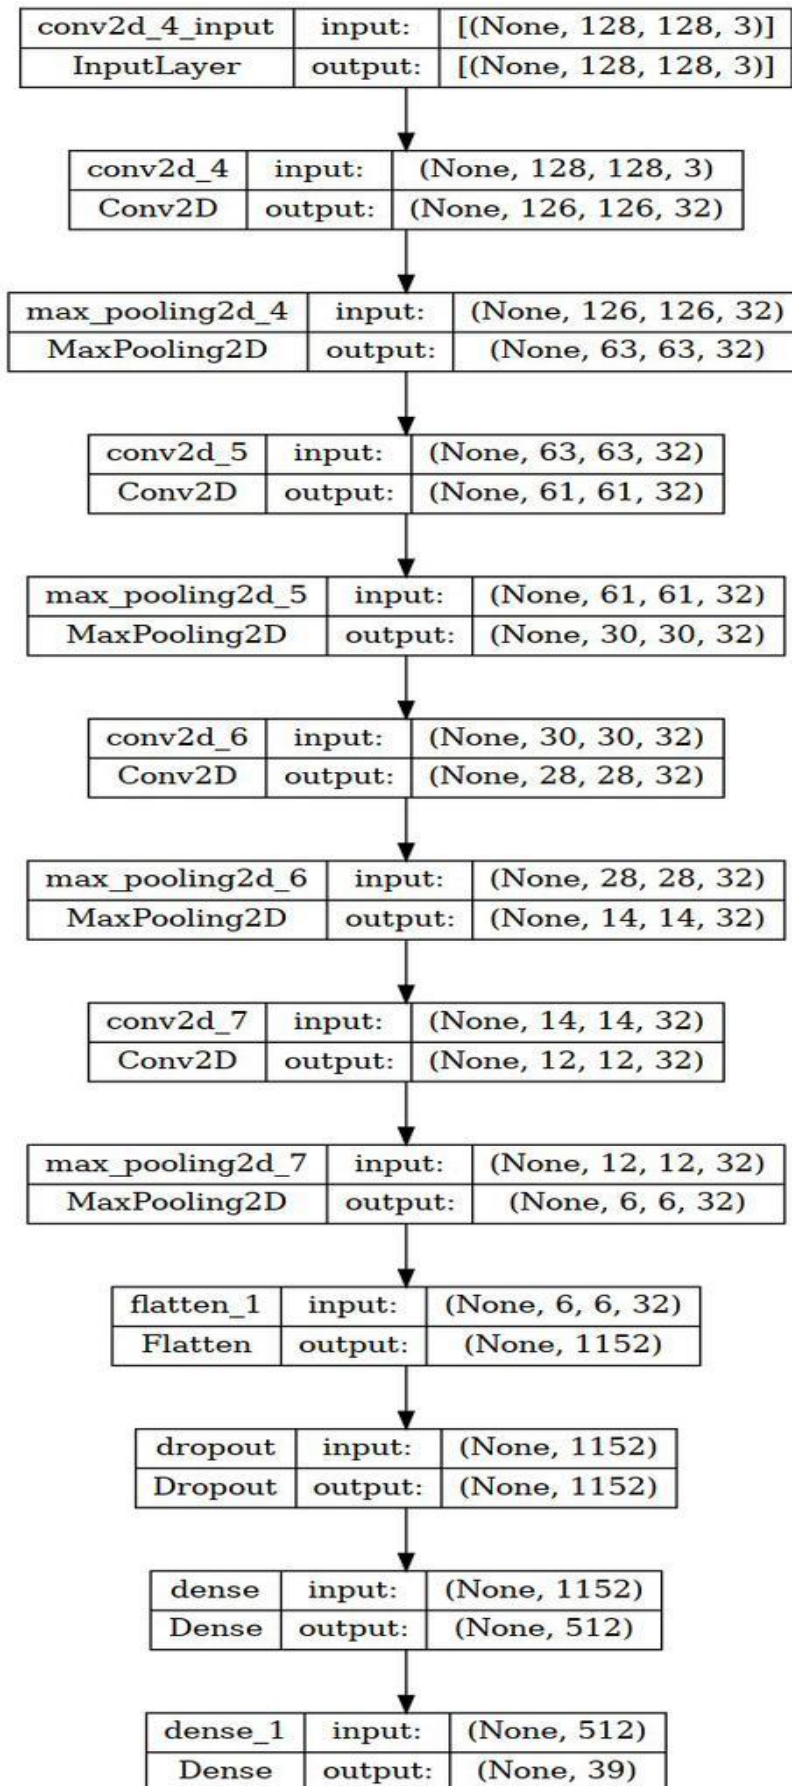 conv2d_4_input input: [(None, 128, 128, 3)]
InputLayer output: [(None, 128, 128, 3)]
conv2d_4 input: (None, 128, 128, 3)
Conv2D output: (None, 126, 126, 32)
max_pooling2d_4 input: (None, 126, 126, 32)
MaxPooling2D output: (None, 63, 63, 32)
conv2d_5 input: (None, 63, 63, 32)
Conv2D output: (None, 61, 61, 32)
max_pooling2d_5 input: (None, 61, 61, 32)
MaxPooling2D output: (None, 30, 30, 32)
conv2d_6 input: (None, 30, 30, 32)
Conv2D output: (None, 28, 28, 32)
max_pooling2d_6 input: (None, 28, 28, 32)
MaxPooling2D output: (None, 14, 14, 32)
conv2d_7 input: (None, 14, 14, 32)
Conv2D output: (None, 12, 12, 32)
max_pooling2d_7 input: (None, 12, 12, 32)
MaxPooling2D output: (None, 6, 6, 32)
flatten_1 input: (None, 6, 6, 32)
Flatten output: (None, 1152)
dropout input: (None, 1152)
Dropout output: (None, 1152)
dense input: (None, 1152)
Dense output: (None, 512)
dense_1 input: (None, 512)
Dense output: (None, 39)